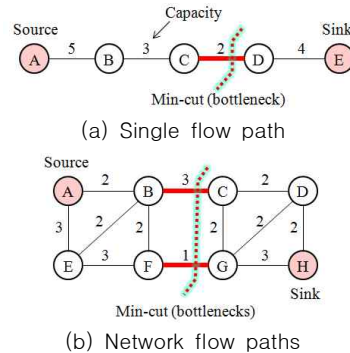 Capacity
Source
Sink
A 5 B 3 C 2 D 4 E
Min-cut (bottleneck)
(a) Single flow path
Source
A 2 B 3 C 2 D
3 2 2 2 2 2
E 3 F 1 G 3 H
Min-cut (bottlenecks)
Sink
(b) Network flow paths